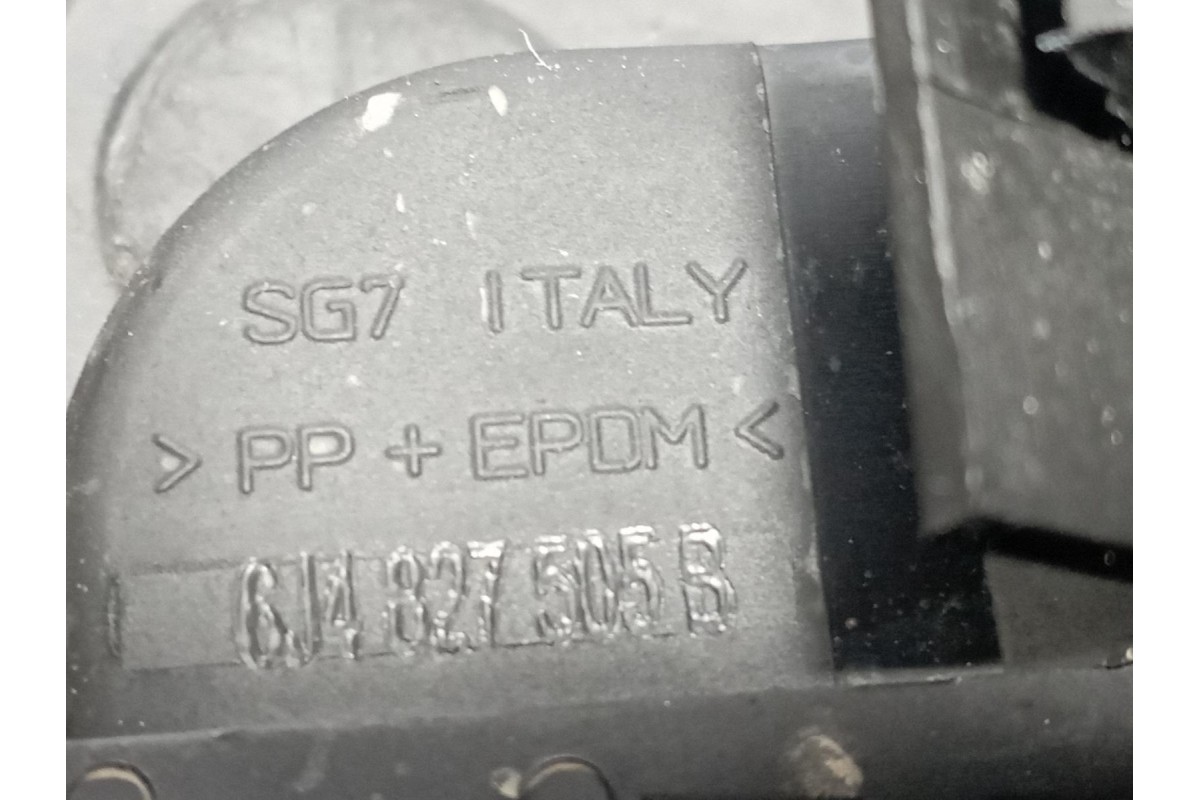 SG7 ITALY
> PP + EPDM <
6J4 827 505 B